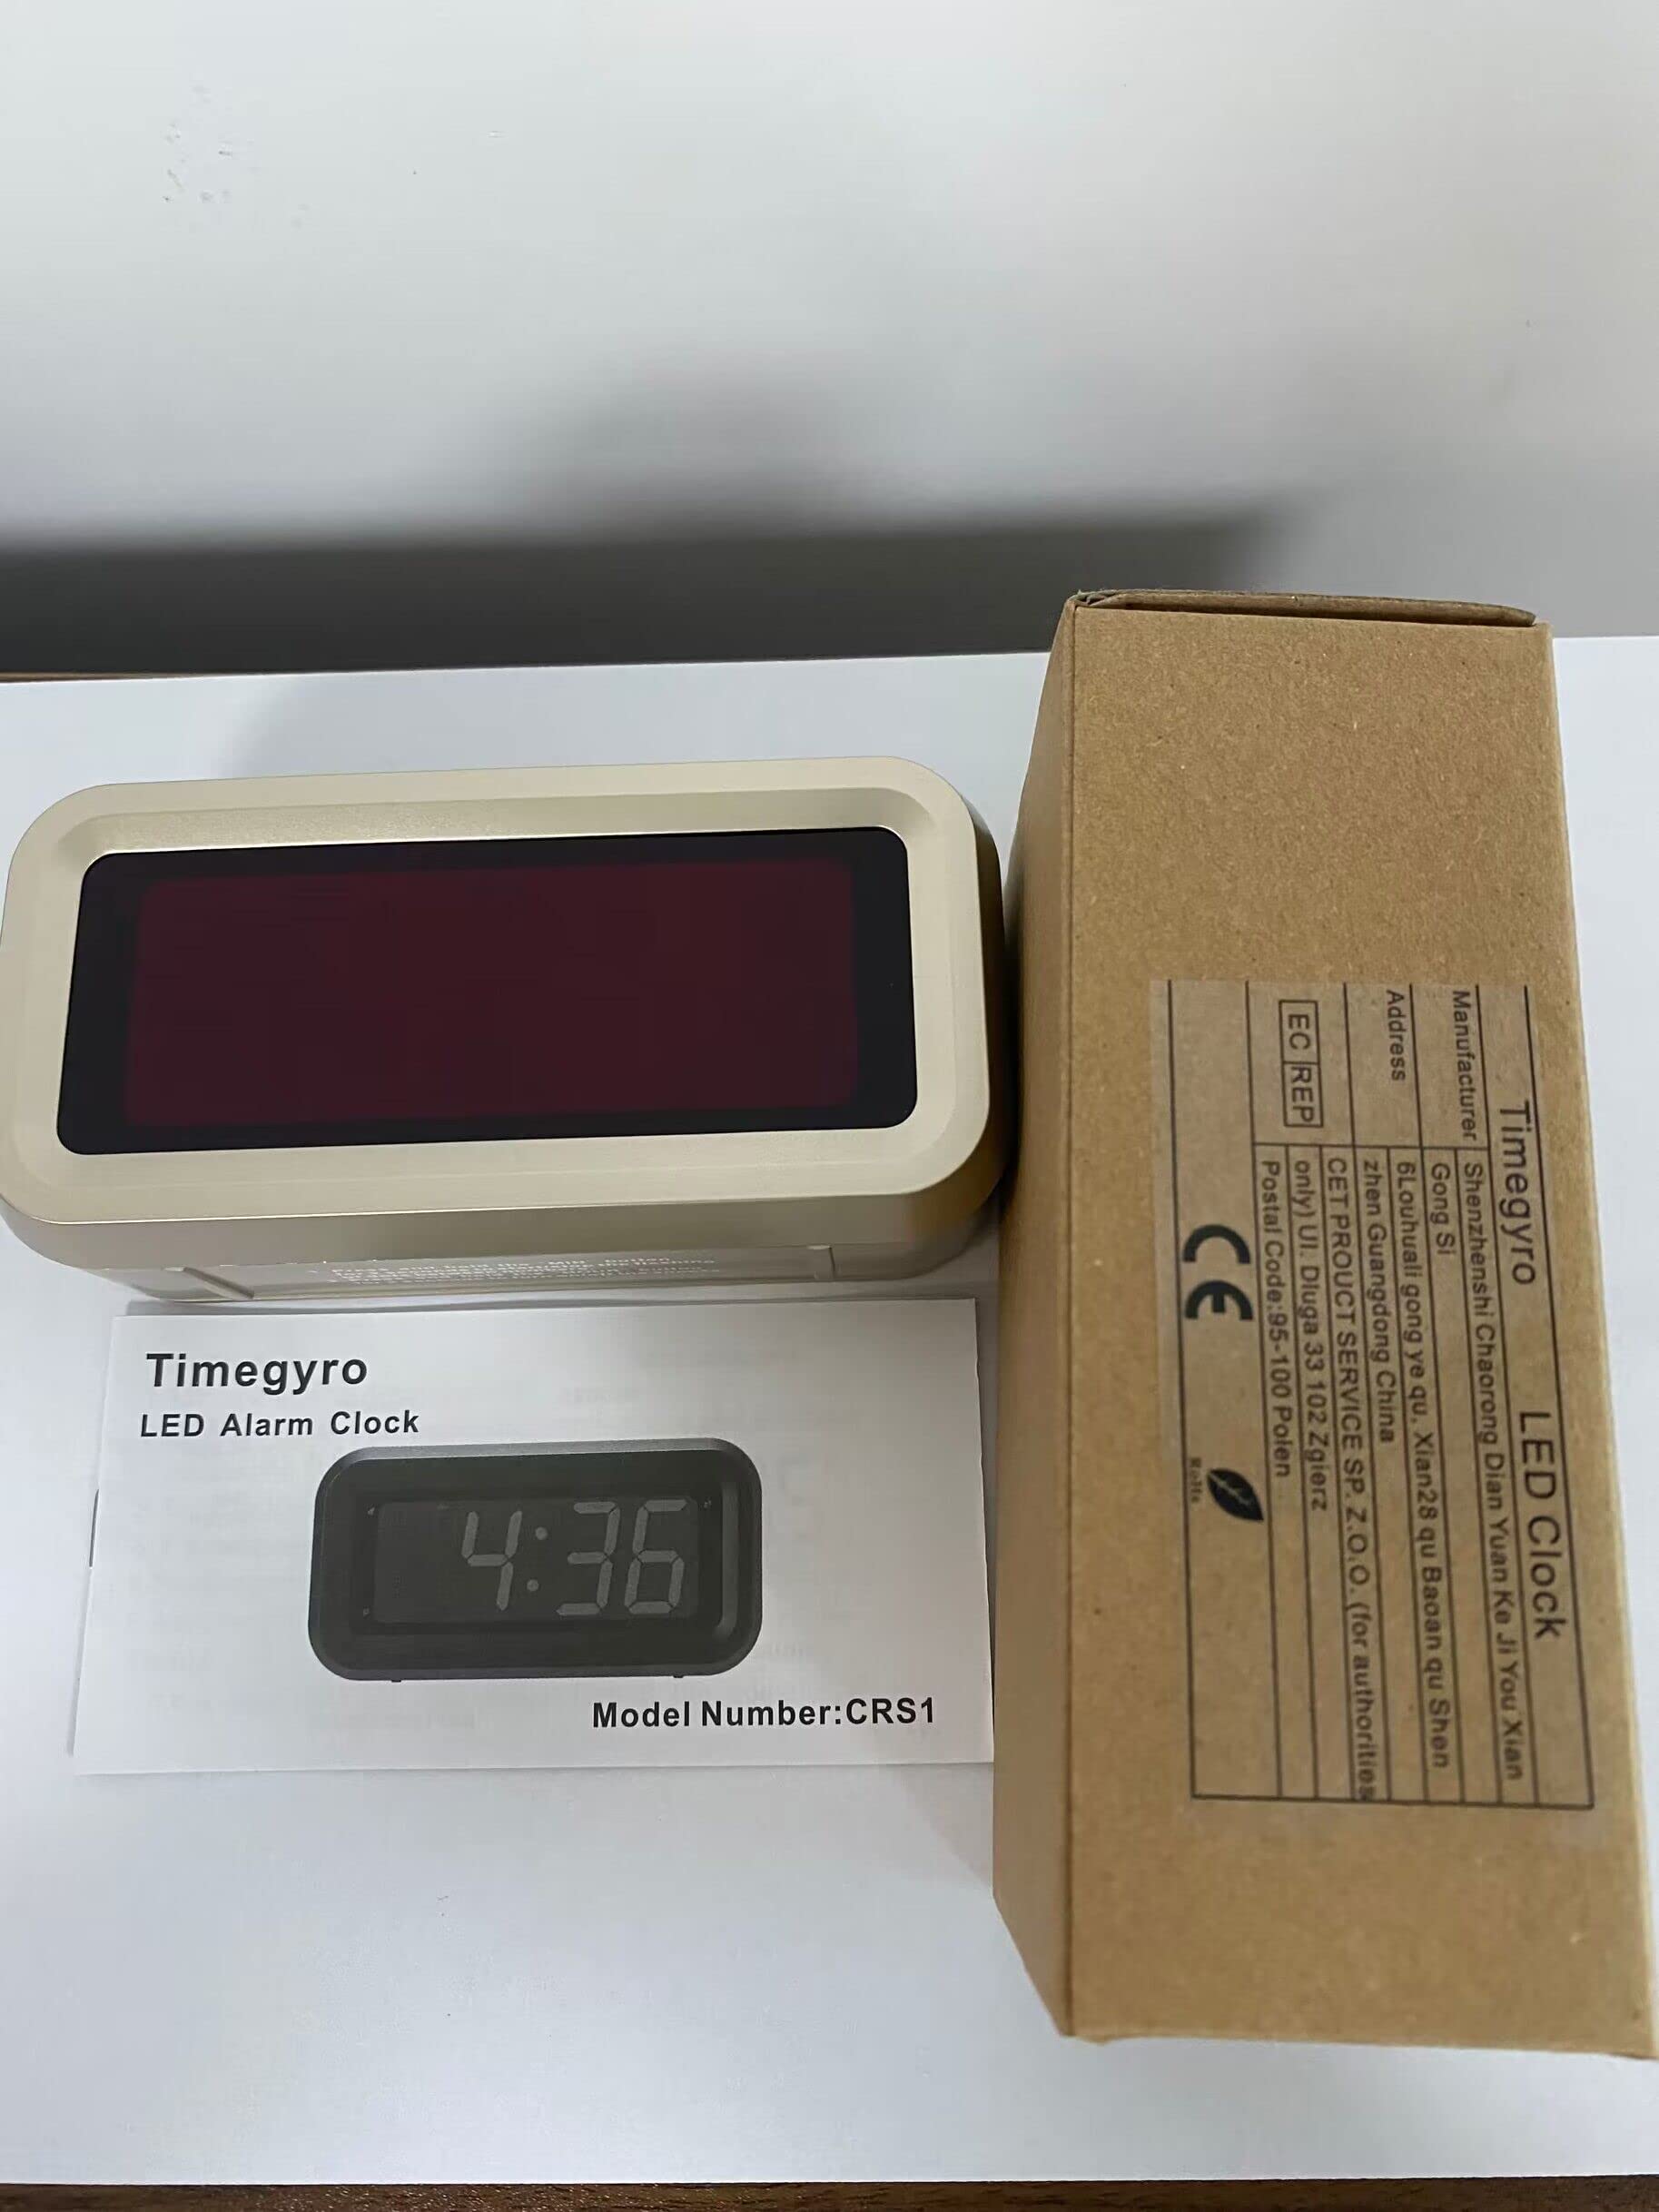 Timegyro
LED Alarm Clock
4:36
Model Number:CRS1
Timegyro LED Clock
Manufacturer
Shenzhenshi Chaorong Dian Yuan Ke Ji You Xian
Gong Si
Address
6Louhuali gong ye qu, Xian28 qu Baoan qu Shen
zhen Guangdong China
EC REP
CET PRODUCT SERVICE SP. Z.O.O. (for authorities
only) Ul. Dluga 33 102 Zgierz
Postal Code:95-100 Polen
CE
RoHs